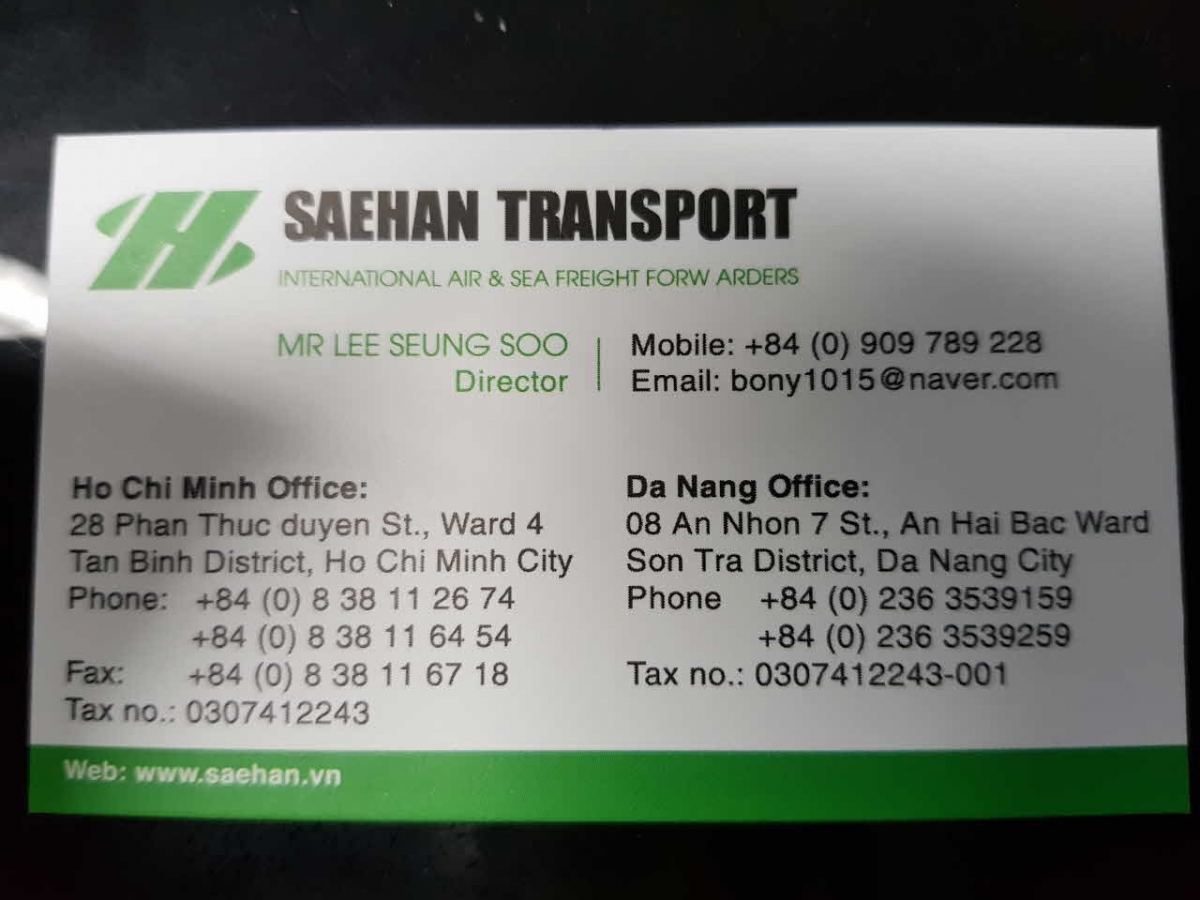 SAEHAN TRANSPORT
INTERNATIONAL AIR & SEA FREIGHT FORW ARDERS
MR LEE SEUNG SOO
Director
Mobile: +84 (0) 909 789 228
Email: bony1015@naver.com
Ho Chi Minh Office:
28 Phan Thuc duyen St., Ward 4
Tan Binh District, Ho Chi Minh City
Phone: +84 (0) 8 38 11 26 74
+84 (0) 8 38 11 64 54
Fax: +84 (0) 8 38 11 67 18
Tax no.: 0307412243
Da Nang Office:
08 An Nhon 7 St., An Hai Bac Ward
Son Tra District, Da Nang City
Phone +84 (0) 236 3539159
+84 (0) 236 3539259
Tax no.: 0307412243-001
Web: www.saehan.vn